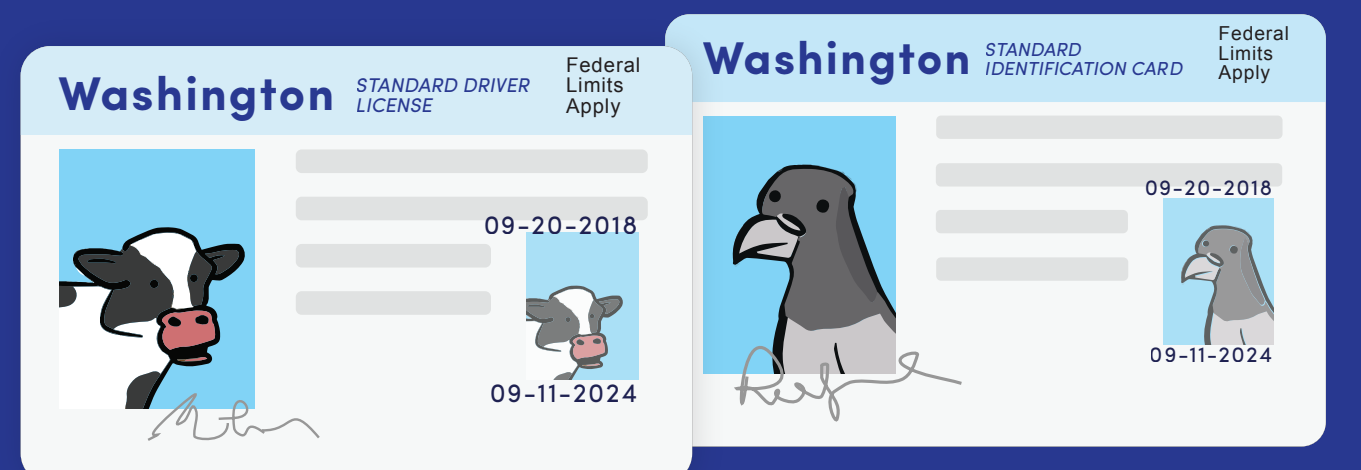 Washington
STANDARD DRIVER
LICENSE
Federal
Limits
Apply
09-20-2018
09-11-2024
Washington
STANDARD
IDENTIFICATION CARD
Federal
Limits
Apply
09-20-2018
09-11-2024